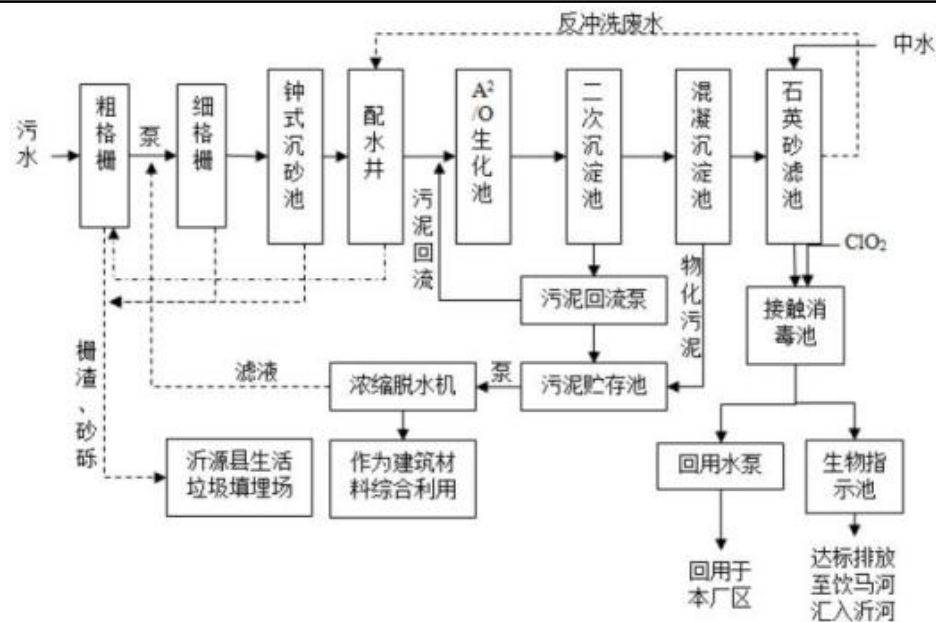 反冲洗废水
中水
污水
粗格栅
泵
细格栅
钟式沉砂池
配水井
A²/O生化池
二次沉淀池
混凝沉淀池
石英砂滤池
污泥回流
物化污泥
ClO₂
污泥回流泵
接触消
毒池
栅渣、砂砾
滤液
浓缩脱水机
泵
污泥贮存池
沂源县生活
垃圾填埋场
作为建筑材
料综合利用
回用水泵
生物指
示池
回用于
本厂区
达标排放
至饮马河
汇入沂河